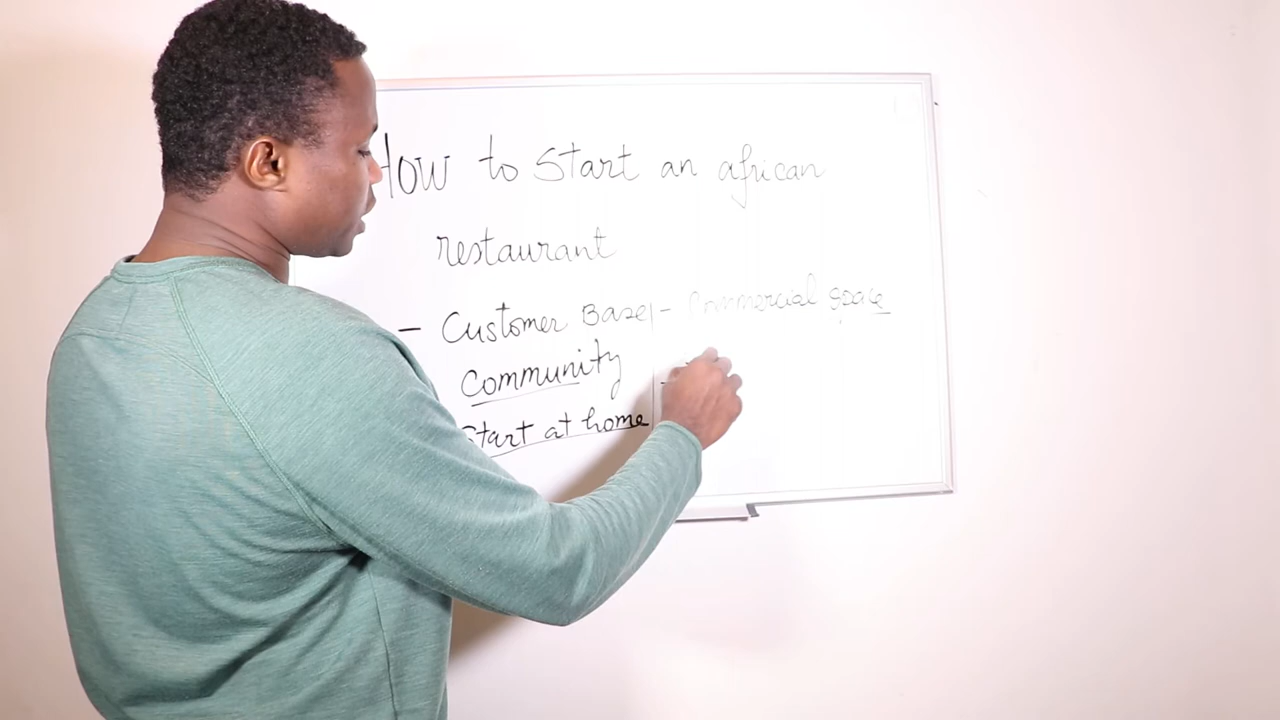 How to Start an african
restaurant
- Customer Base
Community
Start at home
- Commercial space
-